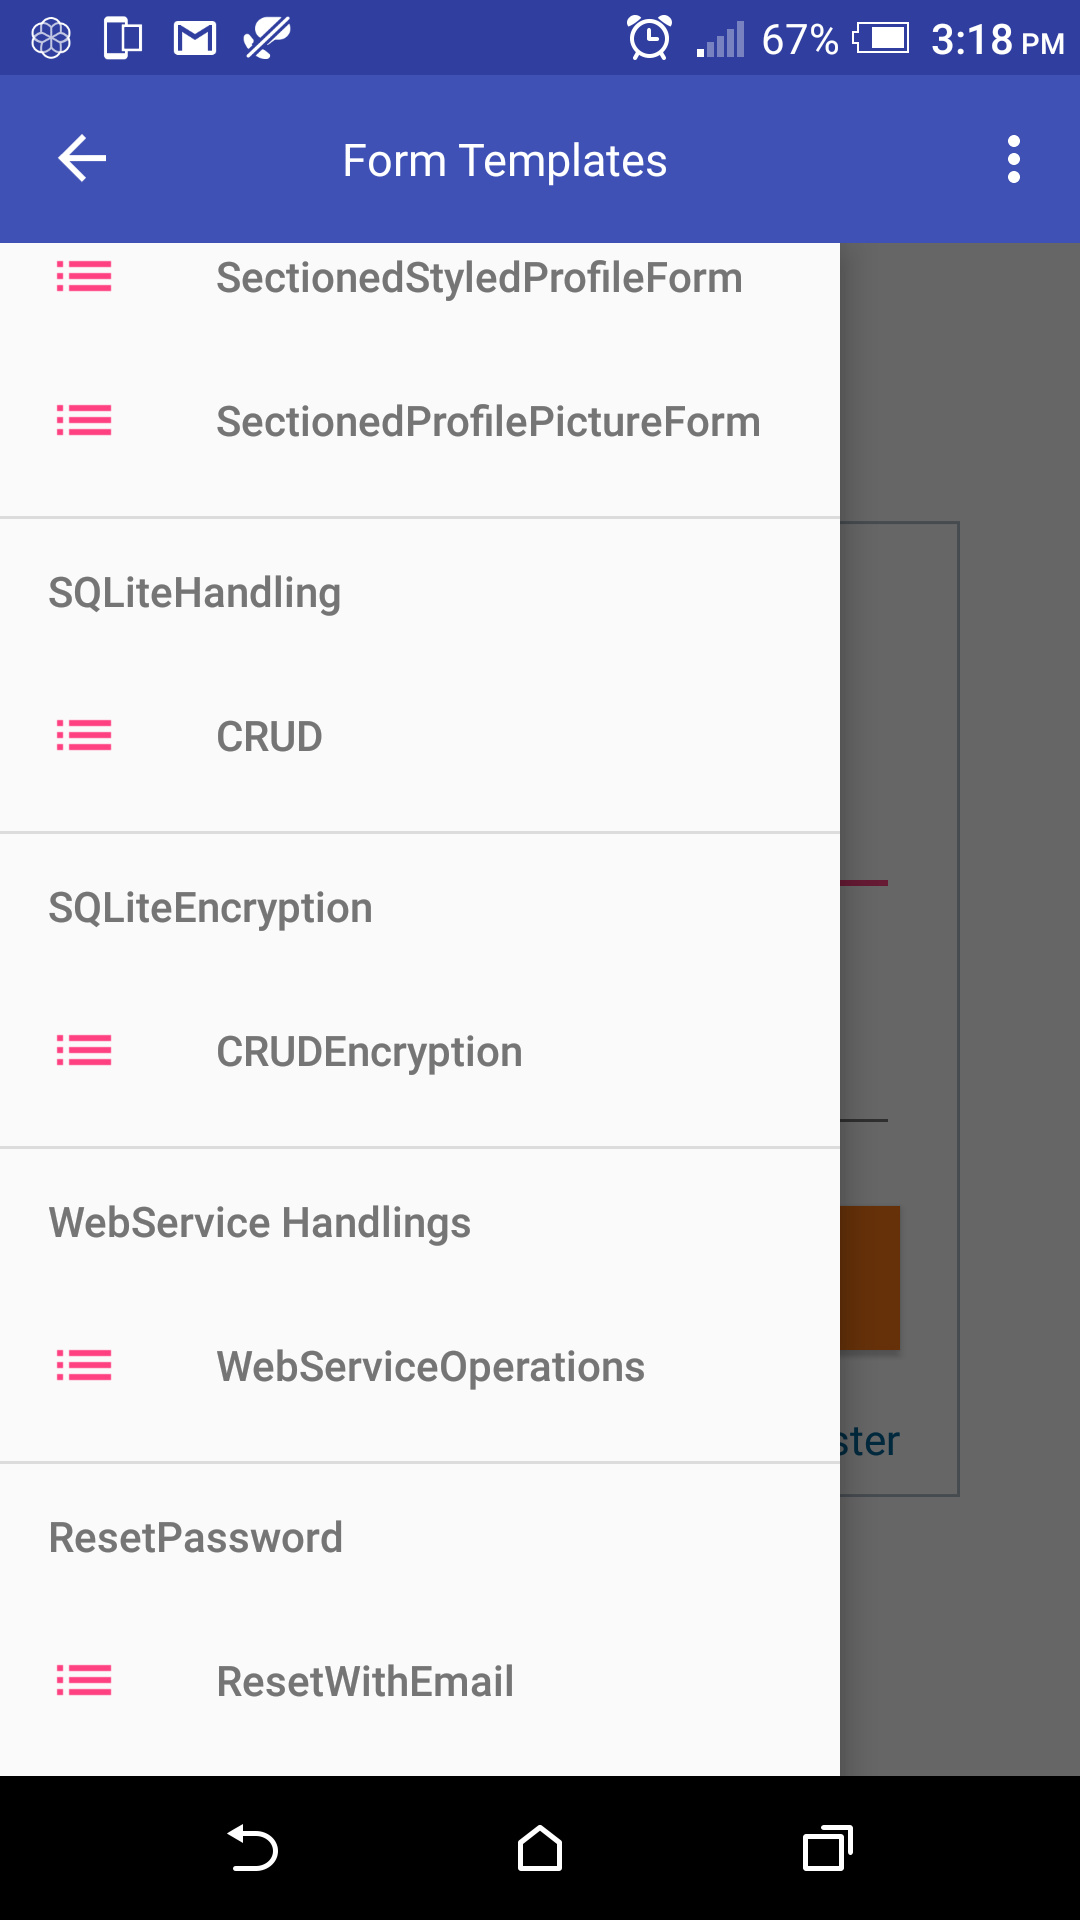 67% 3:18 PM
Form Templates
SectionedStyledProfileForm
SectionedProfilePictureForm
SQLiteHandling
CRUD
SQLiteEncryption
CRUDEncryption
WebService Handlings
WebServiceOperations
ster
ResetPassword
ResetWithEmail